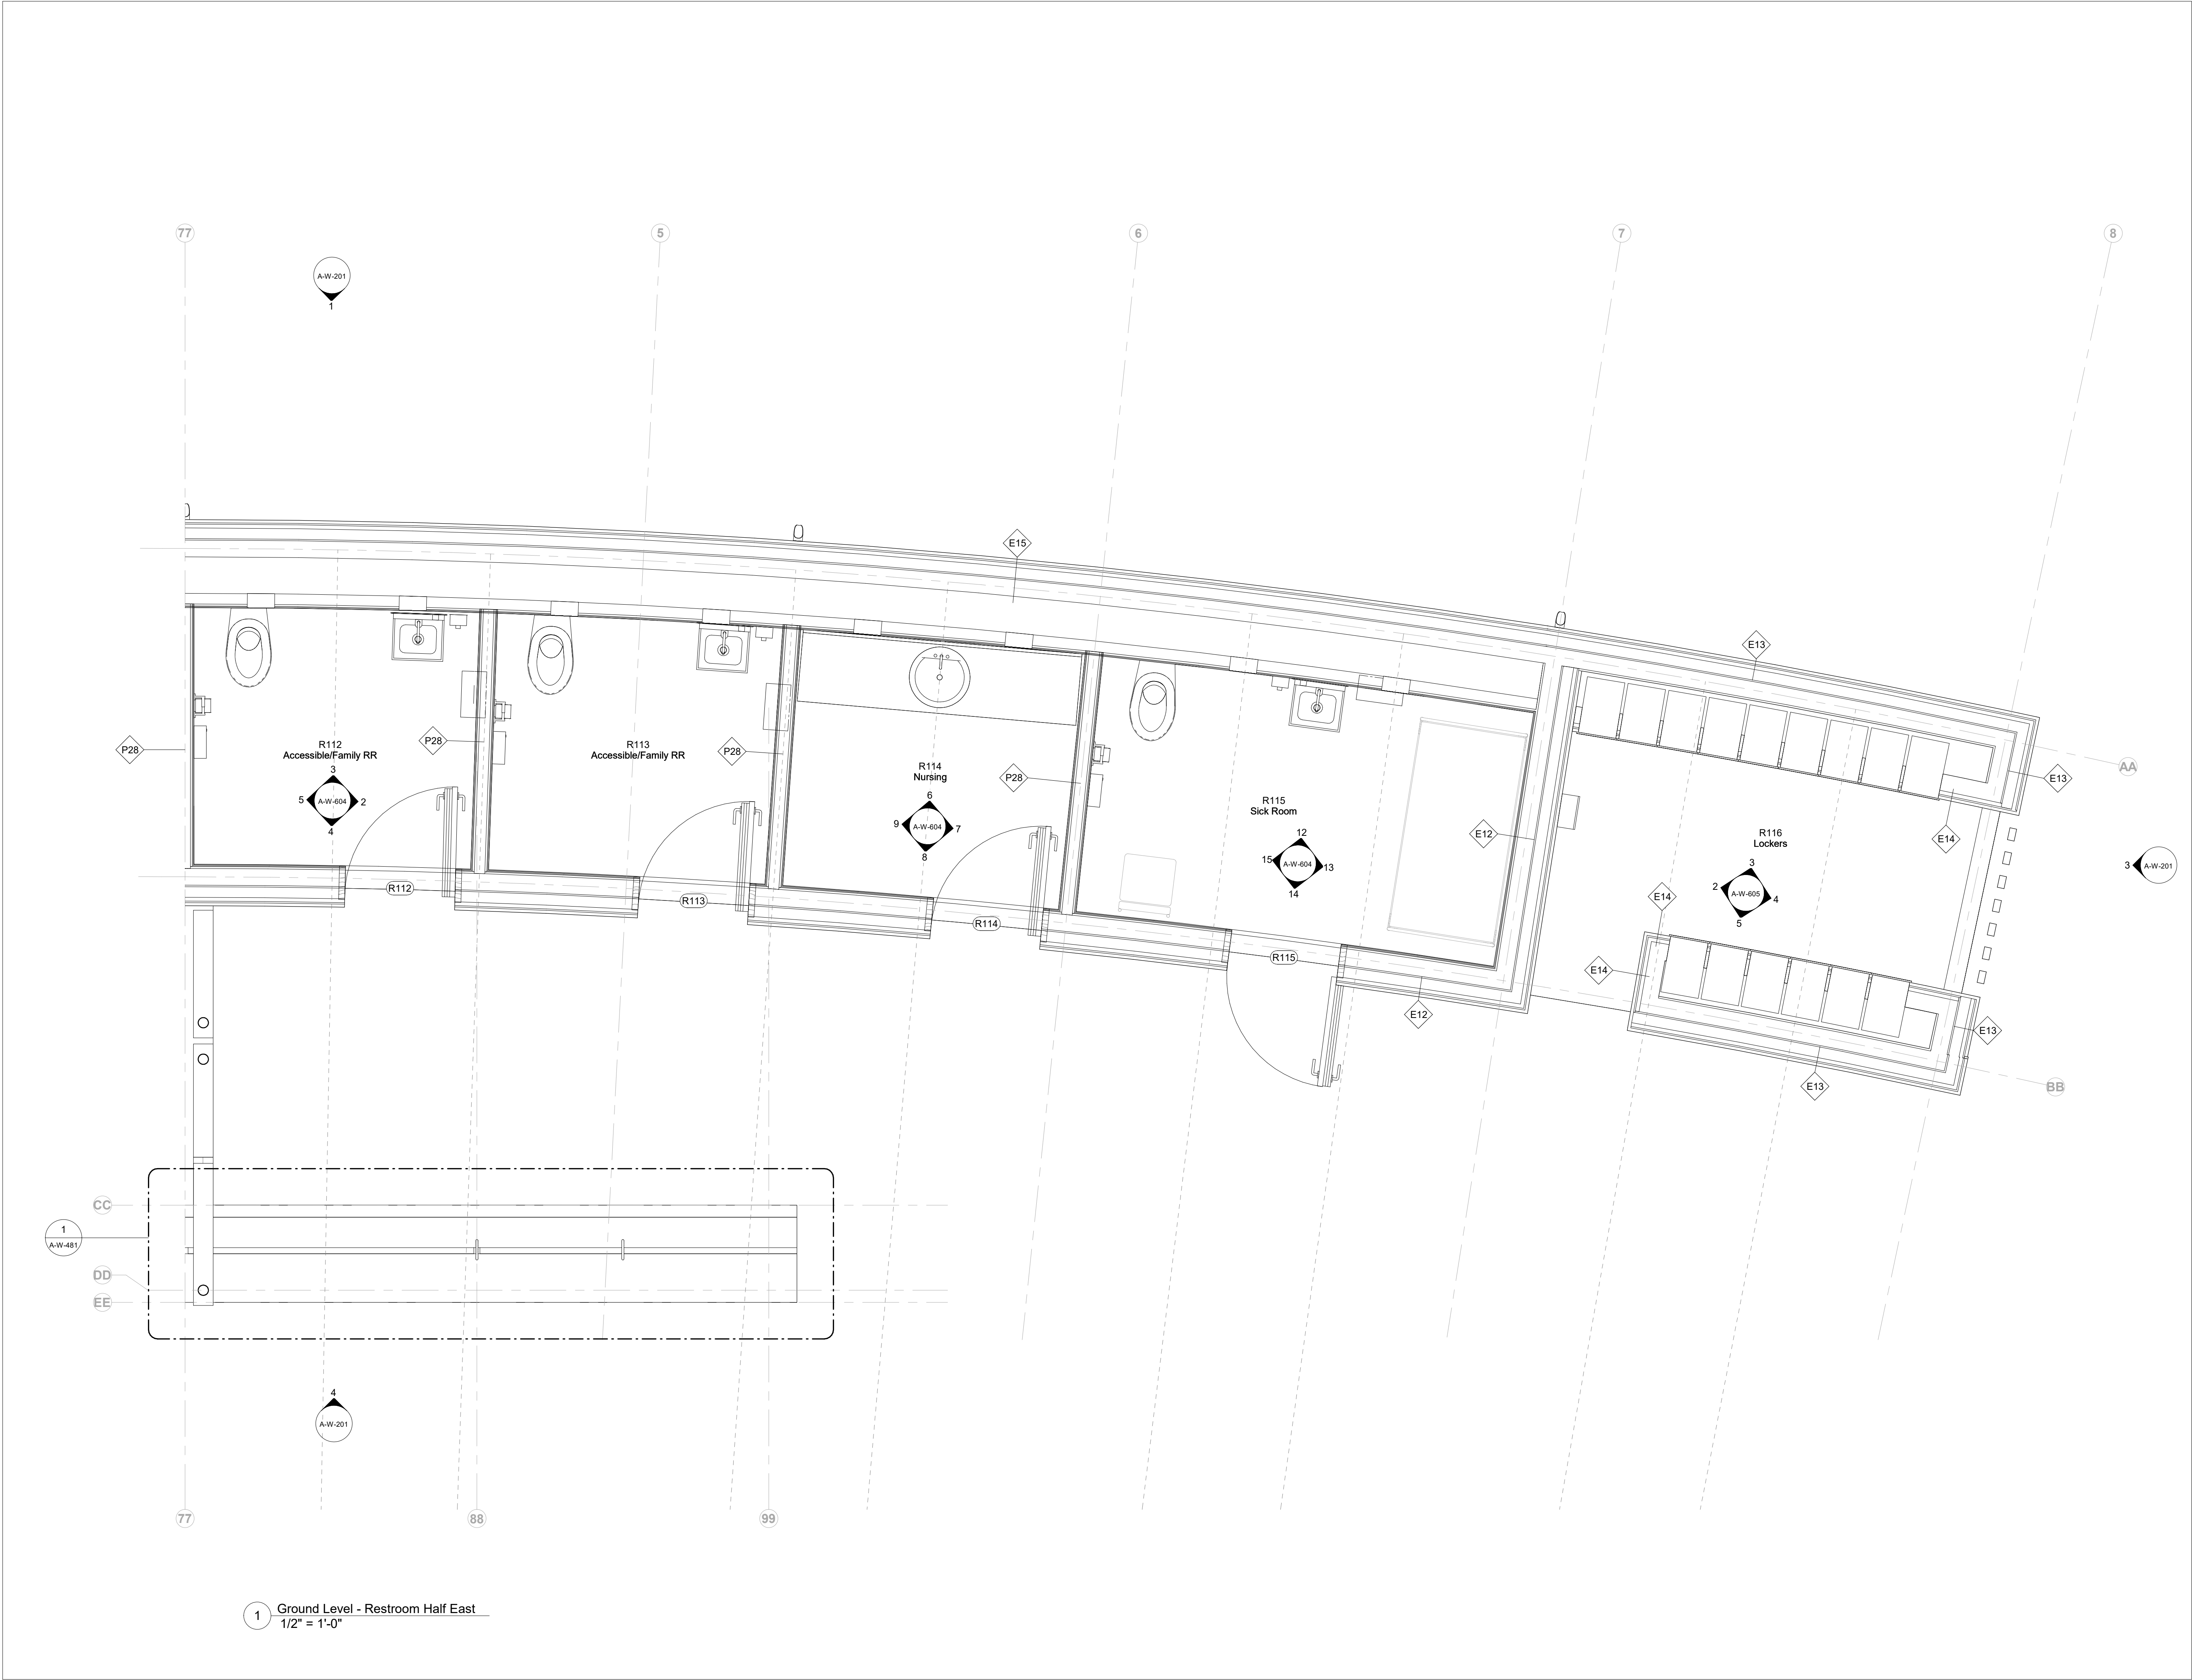 77
5
6
7
8
A-W-201
1
E15
E13
P28
R112
Accessible/Family RR
3
5
A-W-604
2
4
P28
R113
Accessible/Family RR
P28
R114
Nursing
6
9
A-W-604
7
8
P28
R115
Sick Room
12
15
A-W-604
13
14
E12
R116
Lockers
3
2
A-W-605
4
5
AA
E13
E14
3
A-W-201
E14
E14
R112
R113
R114
R115
E12
E13
E13
BB
CC
1
A-W-481
DD
EE
4
A-W-201
77
88
99
1
Ground Level - Restroom Half East
1/2" = 1'-0"